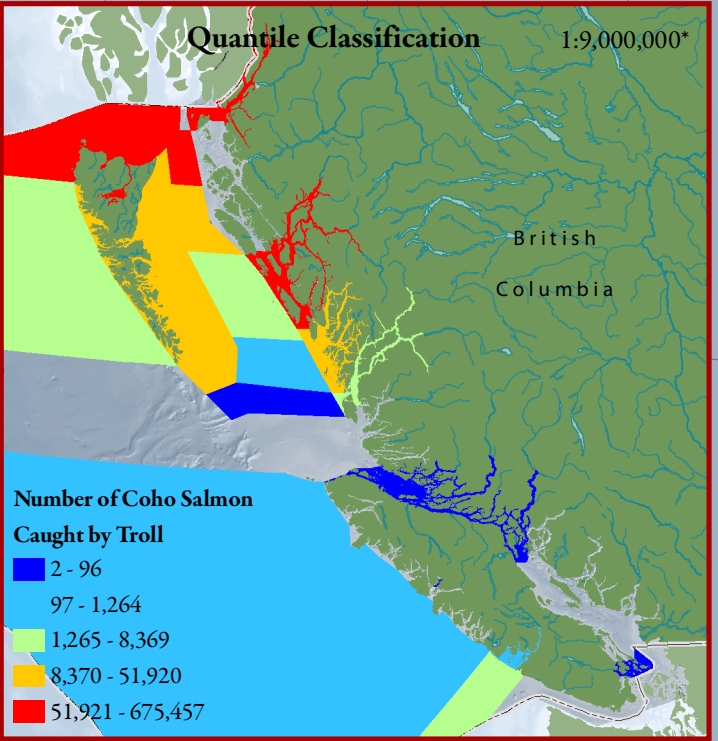 Quantile Classification
1:9,000,000*
British
Columbia
Number of Coho Salmon
Caught by Troll
2 - 96
97 - 1,264
1,265 - 8,369
8,370 - 51,920
51,921 - 675,457